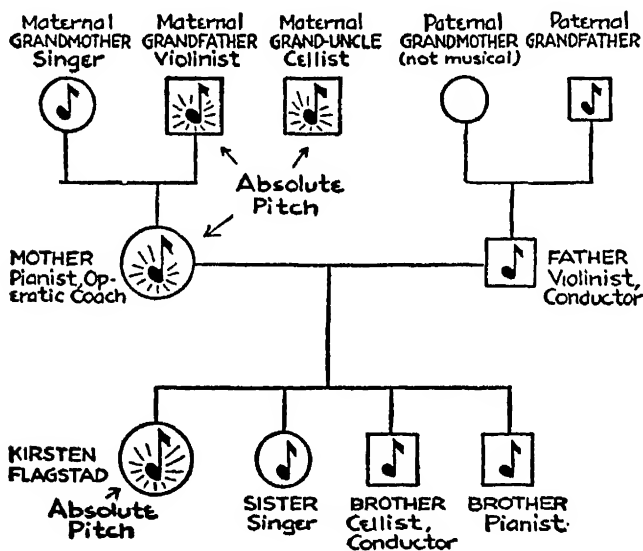 Maternal
GRANDMOTHER
Singer
Maternal
GRANDFATHER
Violinist
Maternal
GRAND-UNCLE
Cellist
Paternal
GRANDMOTHER
(not musical)
Paternal
GRANDFATHER
Absolute
Pitch
MOTHER
Pianist, Op-
eratic Coach
FATHER
Violinist,
Conductor
KIRSTEN
FLAGSTAD
Absolute
Pitch
SISTER
Singer
BROTHER
Cellist,
Conductor
BROTHER
Pianist.